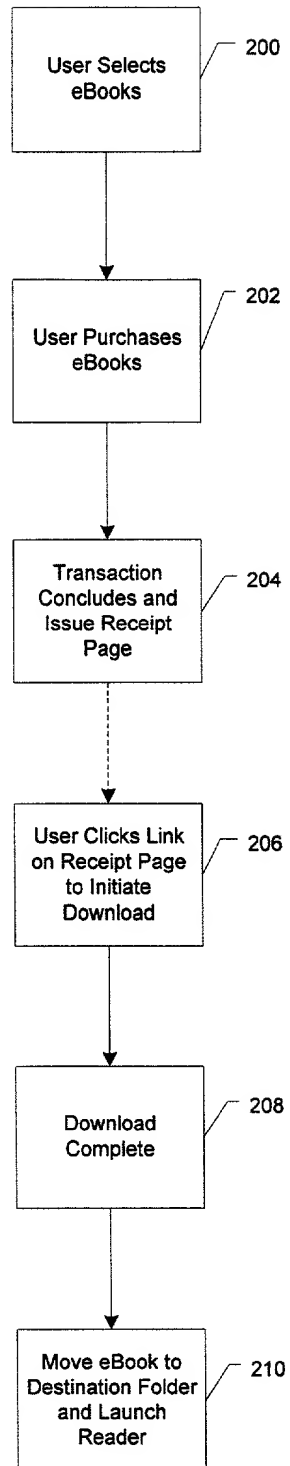 User Selects
eBooks
200
User Purchases
eBooks
202
Transaction
Concludes and
Issue Receipt
Page
204
User Clicks Link
on Receipt Page
to Initiate
Download
206
Download
Complete
208
Move eBook to
Destination Folder
and Launch
Reader
210